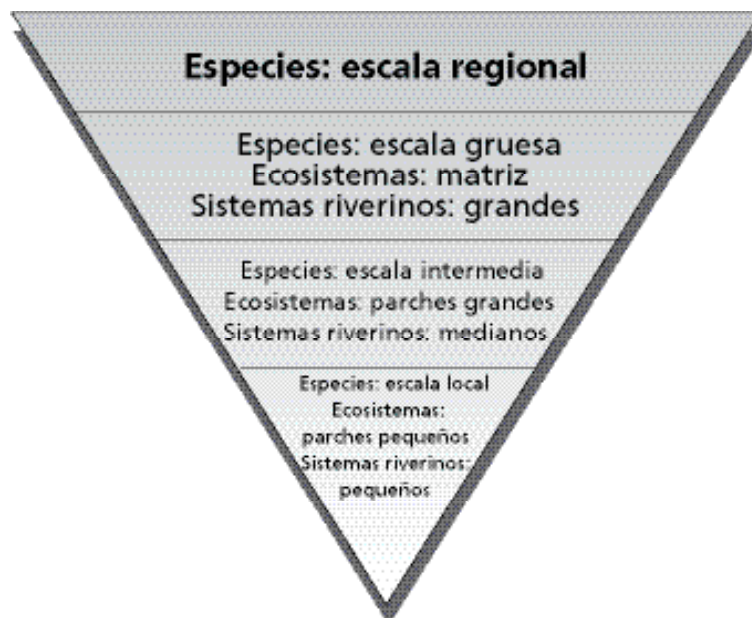 Especies: escala regional
Especies: escala gruesa
Ecosistemas: matriz
Sistemas riverinos: grandes
Especies: escala intermedia
Ecosistemas: parches grandes
Sistemas riverinos: medianos
Especies: escala local
Ecosistemas:
parches pequeños
Sistemas riverinos:
pequeños